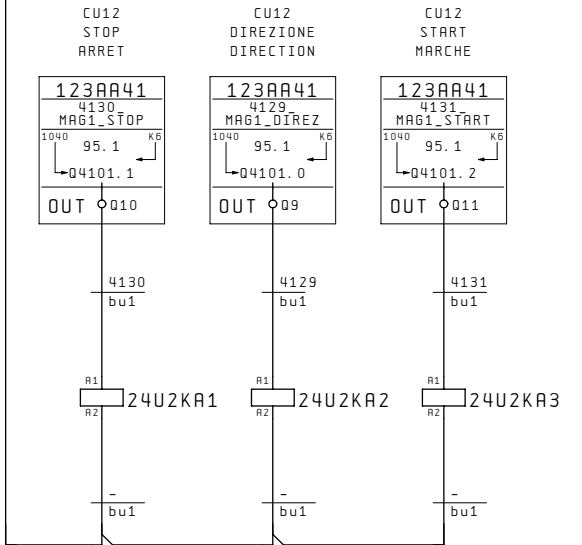 CU12 CU12 CU12
STOP DIREZIONE START
ARRET DIRECTION MARCHE
123AA41 123AA41 123AA41
4130_ 4129_ 4131_
MAG1_STOP MAG1_DIREZ MAG1_START
1040 K6 1040 K6 1040 K6
95.1 95.1 95.1
Q4101.1 Q4101.0 Q4101.2
OUT Q10 OUT Q9 OUT Q11
4130 4129 4131
bu1 bu1 bu1
A1 A1 A1
24U2KA1 24U2KA2 24U2KA3
A2 A2 A2
- - -
bu1 bu1 bu1